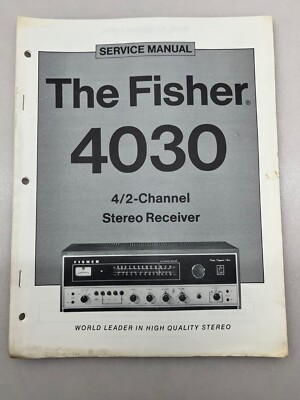 SERVICE MANUAL
The Fisher®
4030
4/2-Channel
Stereo Receiver
FISHER
WORLD LEADER IN HIGH QUALITY STEREO